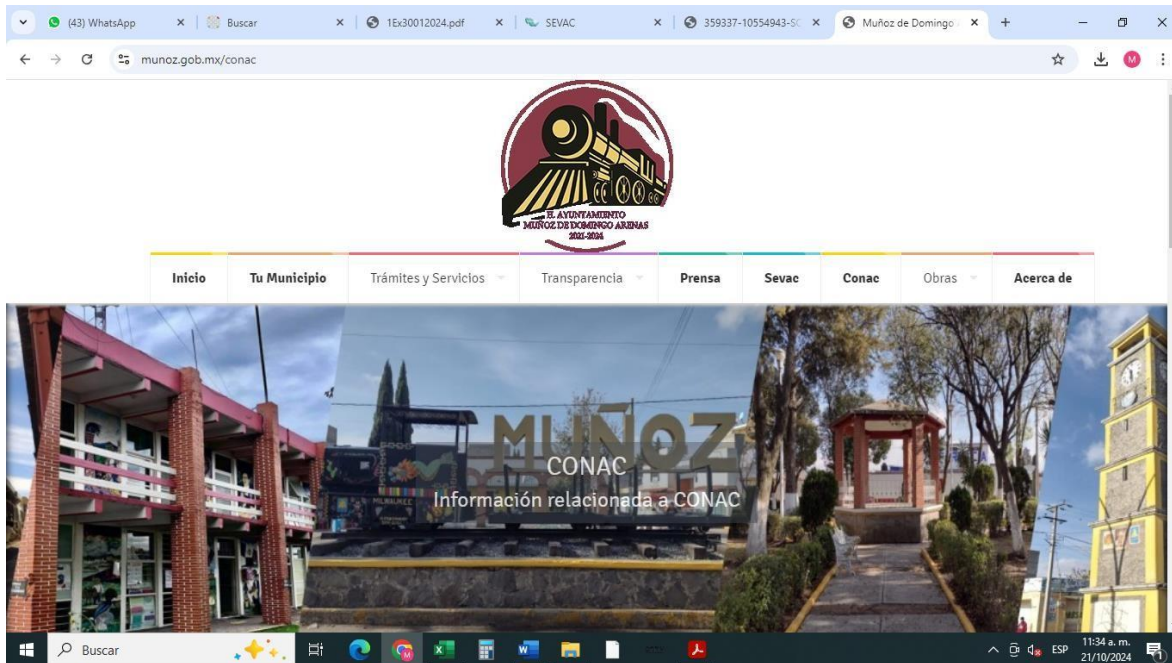 (43) WhatsApp
Buscar
1Ex30012024.pdf
SEVAC
359337-10554943-SC
Muñoz de Domingo
munoz.gob.mx/conac
M
EL AYUNTAMIENTO
MUÑOZ DE DOMINGO ARENAS
2021-2024
Inicio Tu Municipio Trámites y Servicios Transparencia Prensa Sevac Conac Obras Acerca de
MUÑOZ
CONAC
Información relacionada a CONAC
Buscar
ESP
11:34 a. m.
21/10/2024